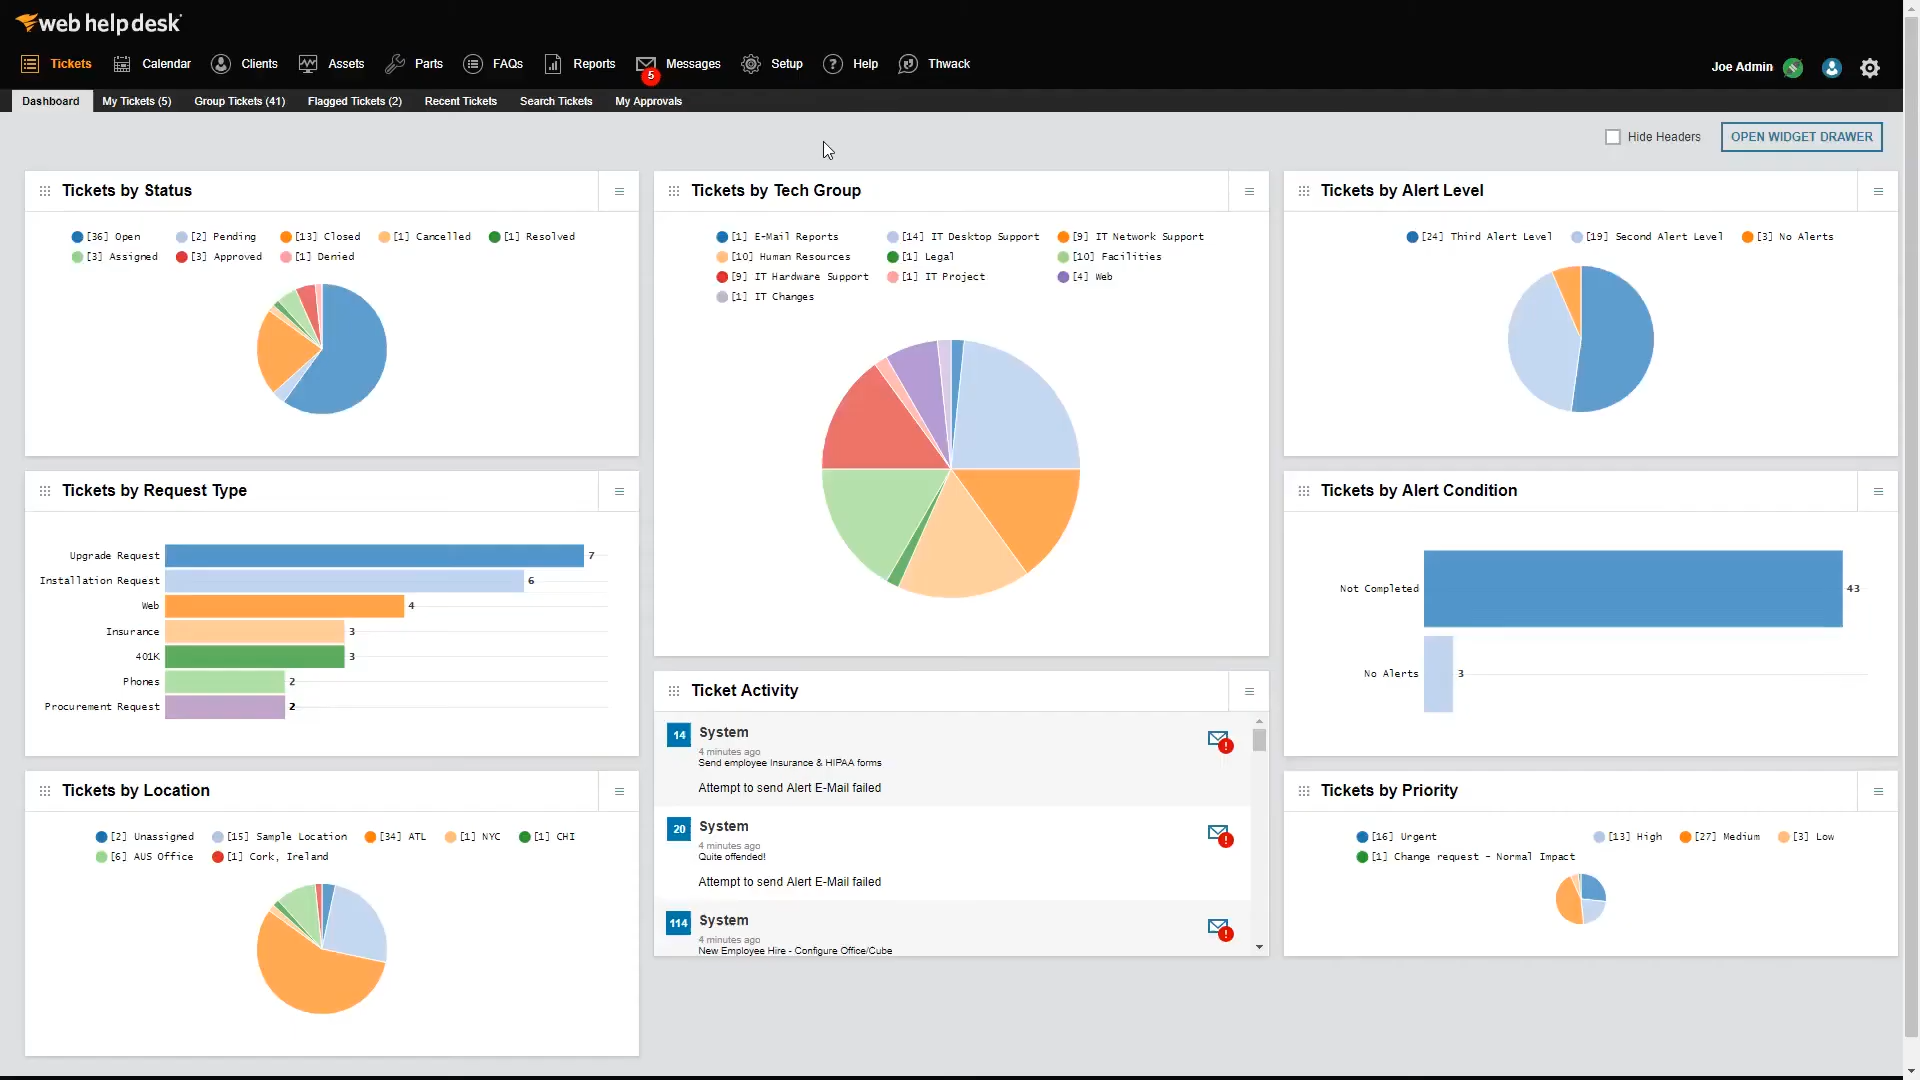 web help desk
Tickets
Calendar
Clients
Assets
Parts
FAQs
Reports
5
Messages
Setup
Help
Thwack
Joe Admin
Dashboard
My Tickets (5)
Group Tickets (41)
Flagged Tickets (2)
Recent Tickets
Search Tickets
My Approvals
Hide Headers
OPEN WIDGET DRAWER
Tickets by Status
[36] Open [2] Pending [13] Closed [1] Cancelled [1] Resolved
[3] Assigned [3] Approved [1] Denied
Tickets by Request Type
Upgrade Request 7
Installation Request 6
Web 4
Insurance 3
401K 3
Phones 2
Procurement Request 2
Tickets by Location
[2] Unassigned [15] Sample Location [34] ATL [1] NYC [1] CHI
[6] AUS Office [1] Cork, Ireland
Tickets by Tech Group
[1] E-Mail Reports [14] IT Desktop Support [9] IT Network Support
[10] Human Resources [1] Legal [10] Facilities
[9] IT Hardware Support [1] IT Project [4] Web
[1] IT Changes
Ticket Activity
14 System
4 minutes ago
Send employee Insurance & HIPAA forms
Attempt to send Alert E-Mail failed
20 System
4 minutes ago
Quite offended!
Attempt to send Alert E-Mail failed
114 System
4 minutes ago
New Employee Hire - Configure Office/Cube
Tickets by Alert Level
[24] Third Alert Level [19] Second Alert Level [3] No Alerts
Tickets by Alert Condition
Not Completed 43
No Alerts 3
Tickets by Priority
[16] Urgent [13] High [27] Medium [3] Low
[1] Change request - Normal Impact